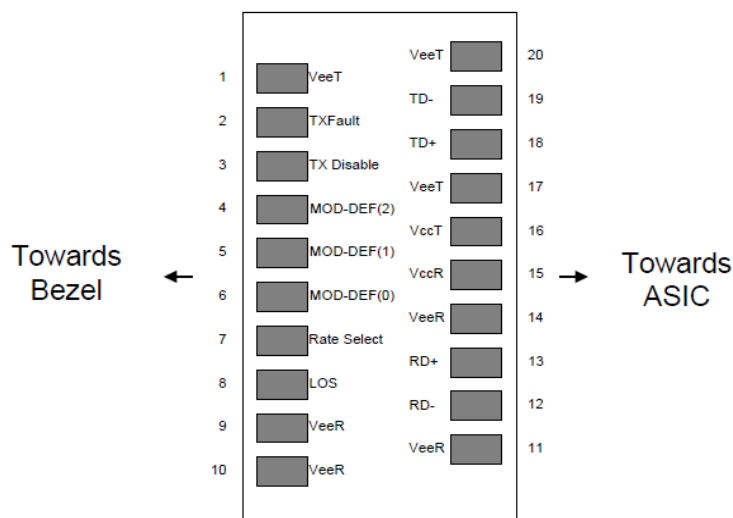 VeeT 20
1 VeeT
TD- 19
2 TXFault
TD+ 18
3 TX Disable
VeeT 17
4 MOD-DEF(2)
VccT 16
5 MOD-DEF(1)
Towards
Bezel
VccR 15
Towards
ASIC
6 MOD-DEF(0)
VeeR 14
7 Rate Select
RD+ 13
8 LOS
RD- 12
9 VeeR
VeeR 11
10 VeeR